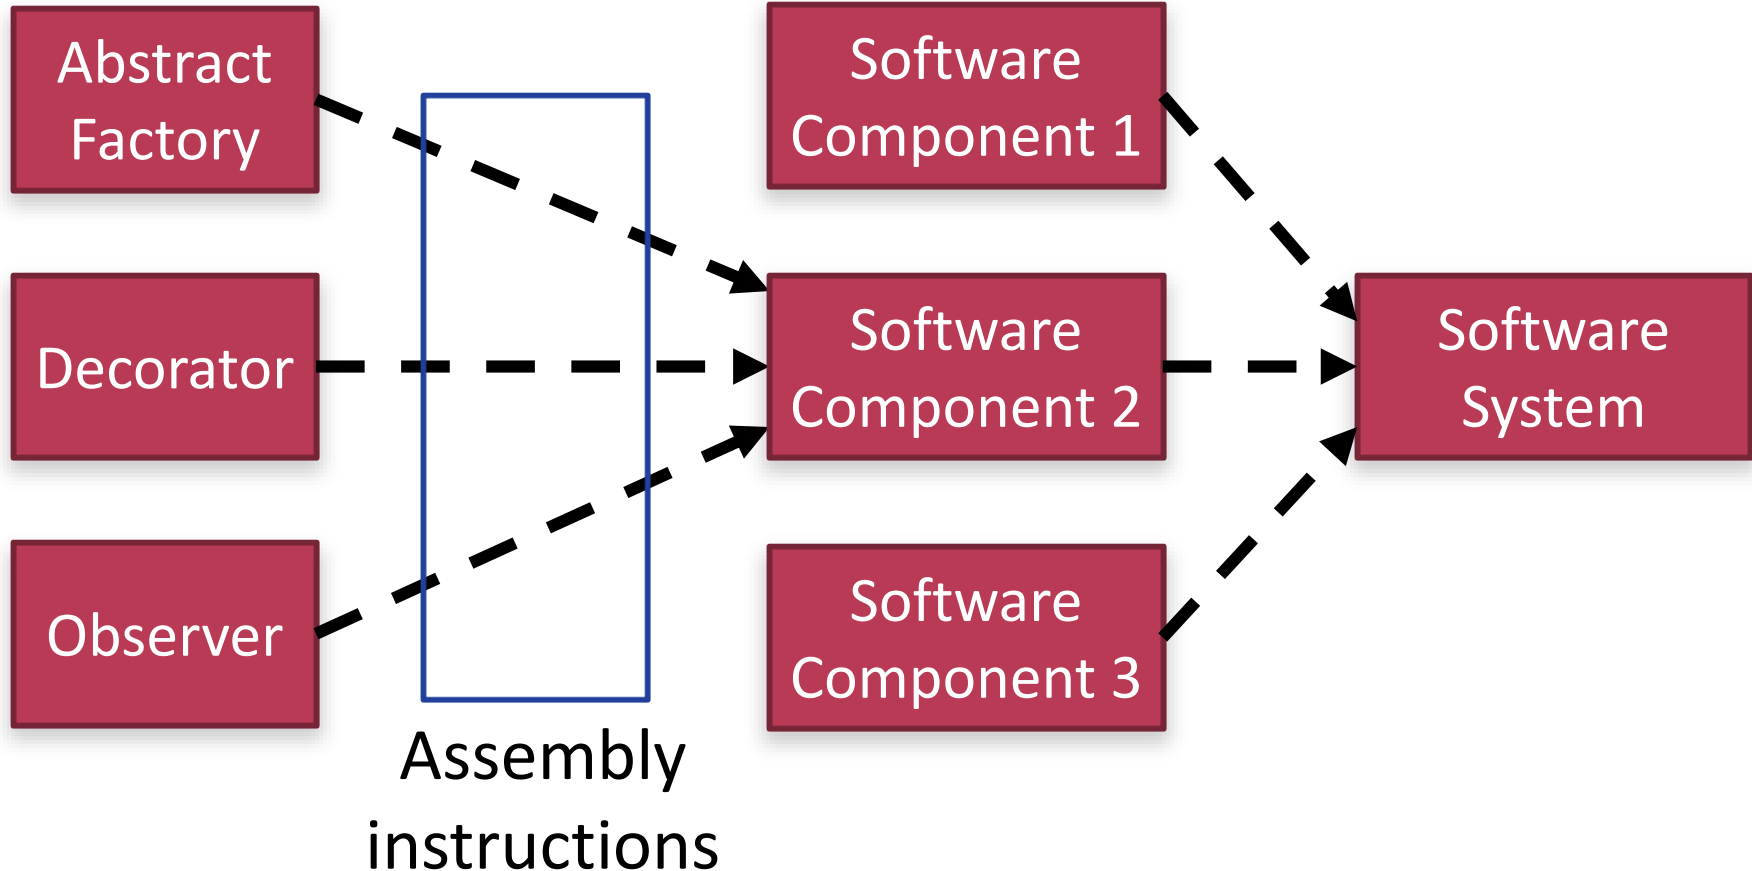 Abstract
Factory
Decorator
Observer
Assembly
instructions
Software
Component 1
Software
Component 2
Software
Component 3
Software
System